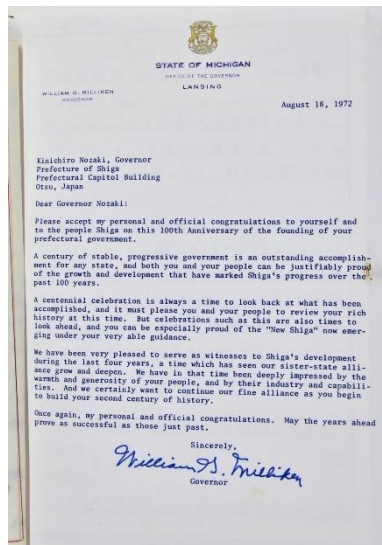 STATE OF MICHIGAN
OFFICE OF THE GOVERNOR
LANSING
WILLIAM G. MILLIKEN
GOVERNOR
August 18, 1972
Kinichiro Nozaki, Governor
Prefecture of Shiga
Prefectural Capitol Building
Otsu, Japan
Dear Governor Nozaki:
Please accept my personal and official congratulations to yourself and
to the people Shiga on this 100th Anniversary of the founding of your
prefectural government.
A century of stable, progressive government is an outstanding accomplish-
ment for any state, and both you and your people can be justifiably proud
of the growth and development that have marked Shiga's progress over the
past 100 years.
A centennial celebration is always a time to look back at what has been
accomplished, and it must please you and your people to review your rich
history at this time. But celebrations such as this are also times to
look ahead, and you can be especially proud of the "New Shiga" now emer-
ging under your very able guidance.
We have been very pleased to serve as witnesses to Shiga's development
during the last four years, a time which has seen our sister-state alli-
ance grow and deepen. We have in that time been deeply impressed by the
warmth and generosity of your people, and by their industry and capabili-
ties. And we certainly want to continue our fine alliance as you begin
to build your second century of history.
Once again, my personal and official congratulations. May the years ahead
prove as successful as those just past.
Sincerely,
William G. Milliken
Governor